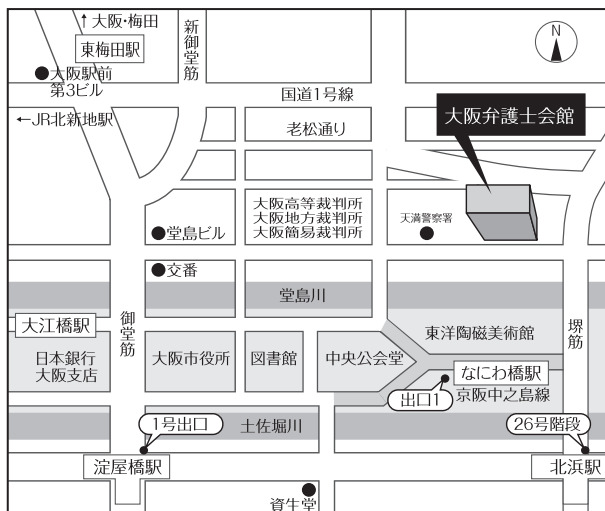 ↑大阪・梅田
東梅田駅
新御堂筋
N
●大阪駅前
第3ビル
国道1号線
大阪弁護士会館
←JR北新地駅
老松通り
大阪高等裁判所
大阪地方裁判所
大阪簡易裁判所
天満警察署
●堂島ビル
●交番
堂島川
大江橋駅
御堂筋
堺筋
東洋陶磁美術館
日本銀行
大阪支店
大阪市役所
図書館
中央公会堂
なにわ橋駅
京阪中之島線
出口1
1号出口
土佐堀川
26号階段
淀屋橋駅
北浜駅
資生堂